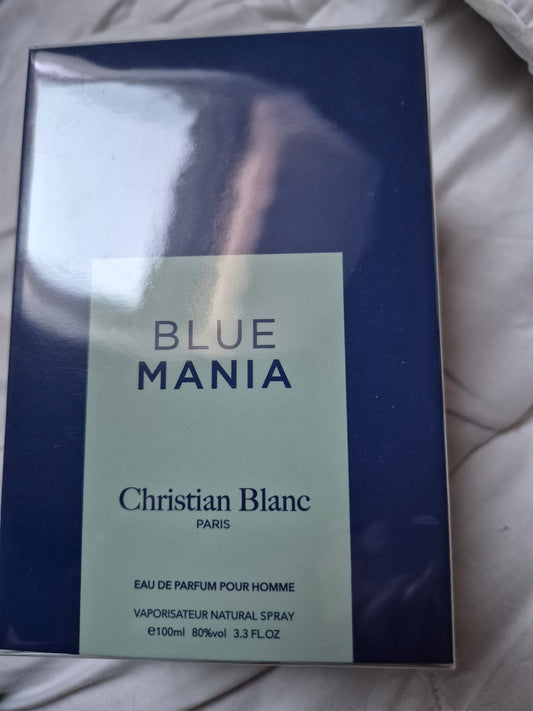 BLUE
MANIA
Christian Blanc
PARIS
EAU DE PARFUM POUR HOMME
VAPORISATEUR NATURAL SPRAY
℮100ml 80%vol 3.3 FL.OZ